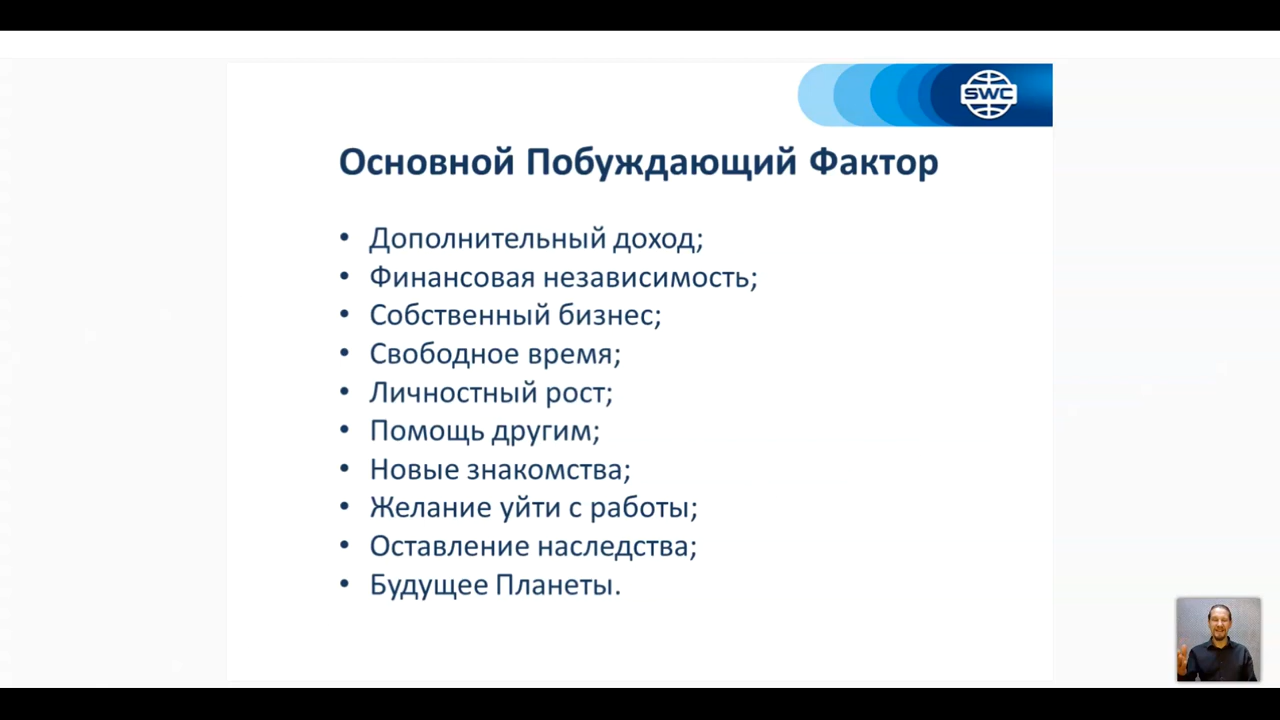 SWC
Основной Побуждающий Фактор
• Дополнительный доход;
• Финансовая независимость;
• Собственный бизнес;
• Свободное время;
• Личностный рост;
• Помощь другим;
• Новые знакомства;
• Желание уйти с работы;
• Оставление наследства;
• Будущее Планеты.